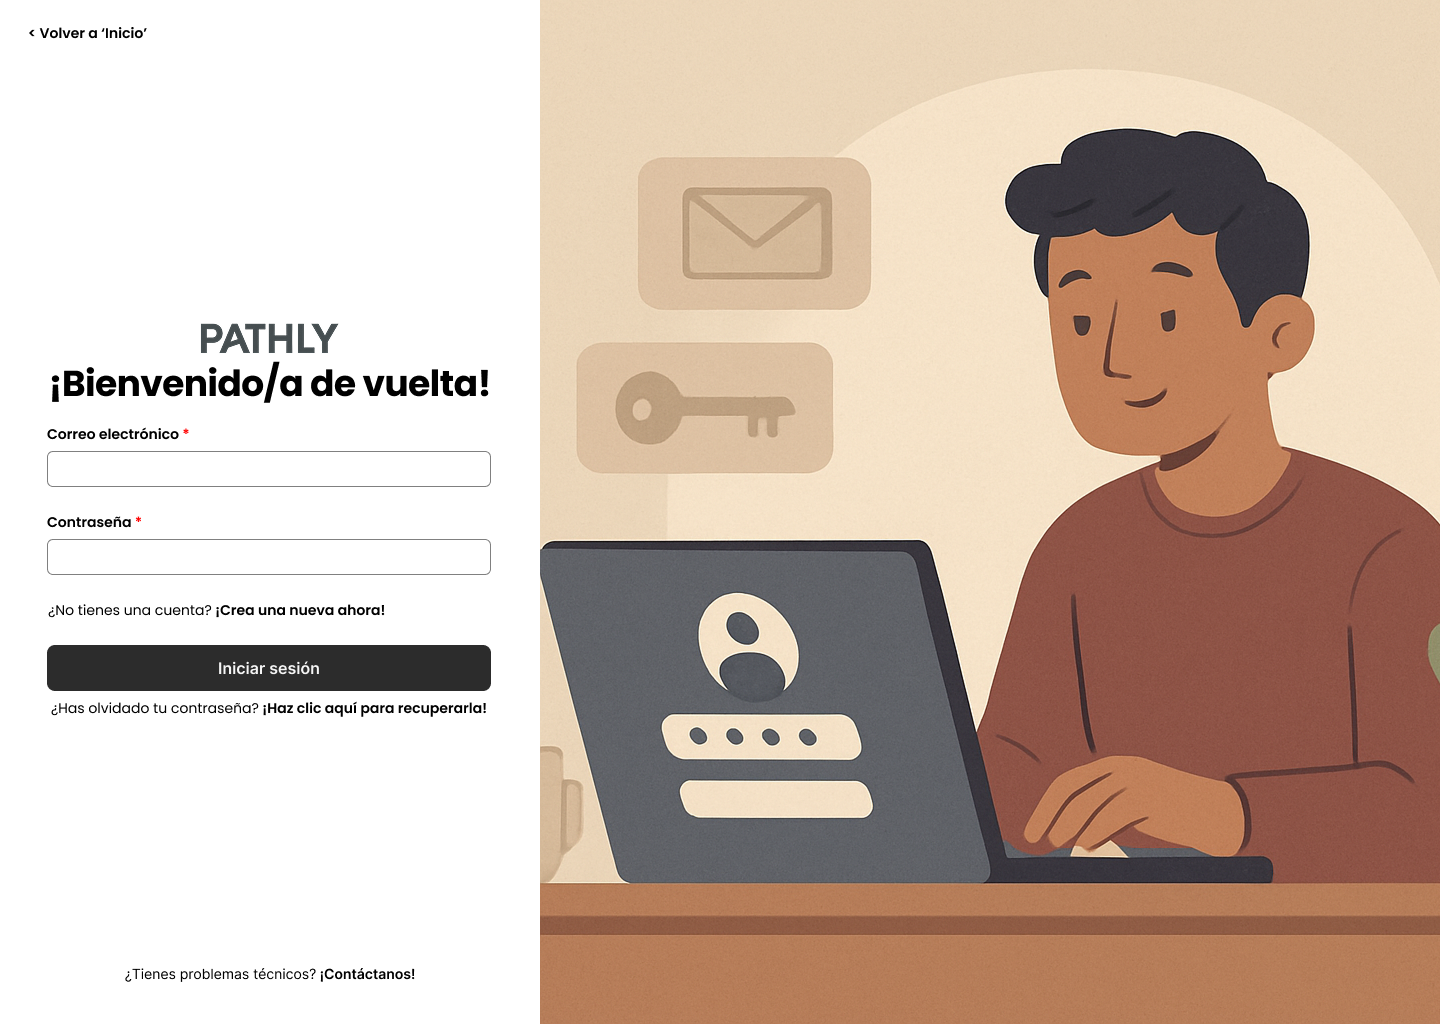 < Volver a ‘Inicio’
PATHLY
¡Bienvenido/a de vuelta!
Correo electrónico *
Contraseña *
¿No tienes una cuenta? ¡Crea una nueva ahora!
Iniciar sesión
¿Has olvidado tu contraseña? ¡Haz clic aquí para recuperarla!
¿Tienes problemas técnicos? ¡Contáctanos!